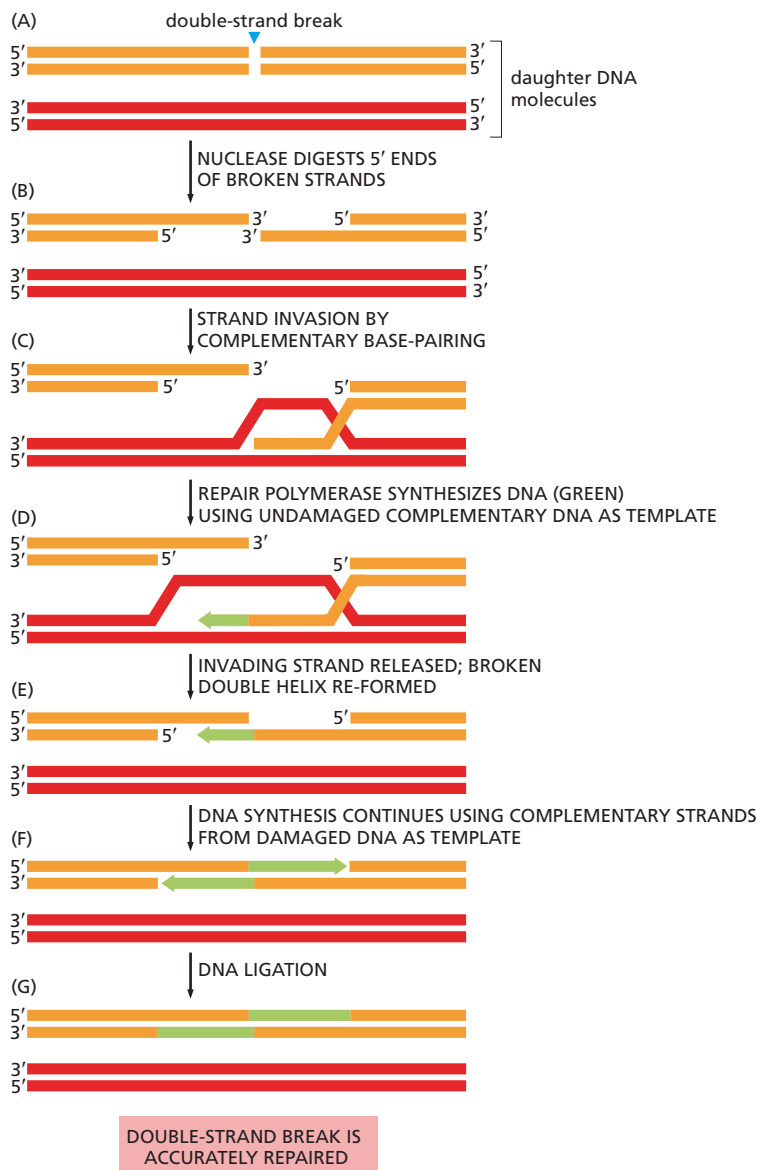 (A)
double-strand break
5′ 3′
3′ 5′
daughter DNA
molecules
3′ 5′
5′ 3′
NUCLEASE DIGESTS 5′ ENDS
OF BROKEN STRANDS
(B)
5′ 3′ 5′ 3′
3′ 5′ 3′ 5′
3′ 5′
5′ 3′
STRAND INVASION BY
COMPLEMENTARY BASE-PAIRING
(C)
5′ 3′
3′ 5′ 5′
3′
5′
REPAIR POLYMERASE SYNTHESIZES DNA (GREEN)
USING UNDAMAGED COMPLEMENTARY DNA AS TEMPLATE
(D)
5′ 3′
3′ 5′ 5′
3′
5′
INVADING STRAND RELEASED; BROKEN
DOUBLE HELIX RE-FORMED
(E)
5′ 5′
3′ 5′
3′
5′
DNA SYNTHESIS CONTINUES USING COMPLEMENTARY STRANDS
FROM DAMAGED DNA AS TEMPLATE
(F)
5′
3′
3′
5′
DNA LIGATION
(G)
5′
3′
3′
5′
DOUBLE-STRAND BREAK IS
ACCURATELY REPAIRED